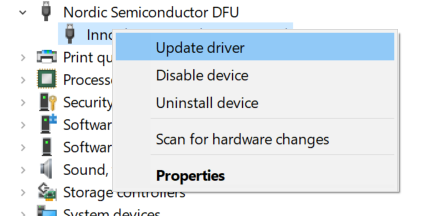 Nordic Semiconductor DFU
Inno
Update driver
Print qu
Disable device
Process
Uninstall device
Security
Softwar
Scan for hardware changes
Softwar
Sound,
Properties
Storage controllers
System devices